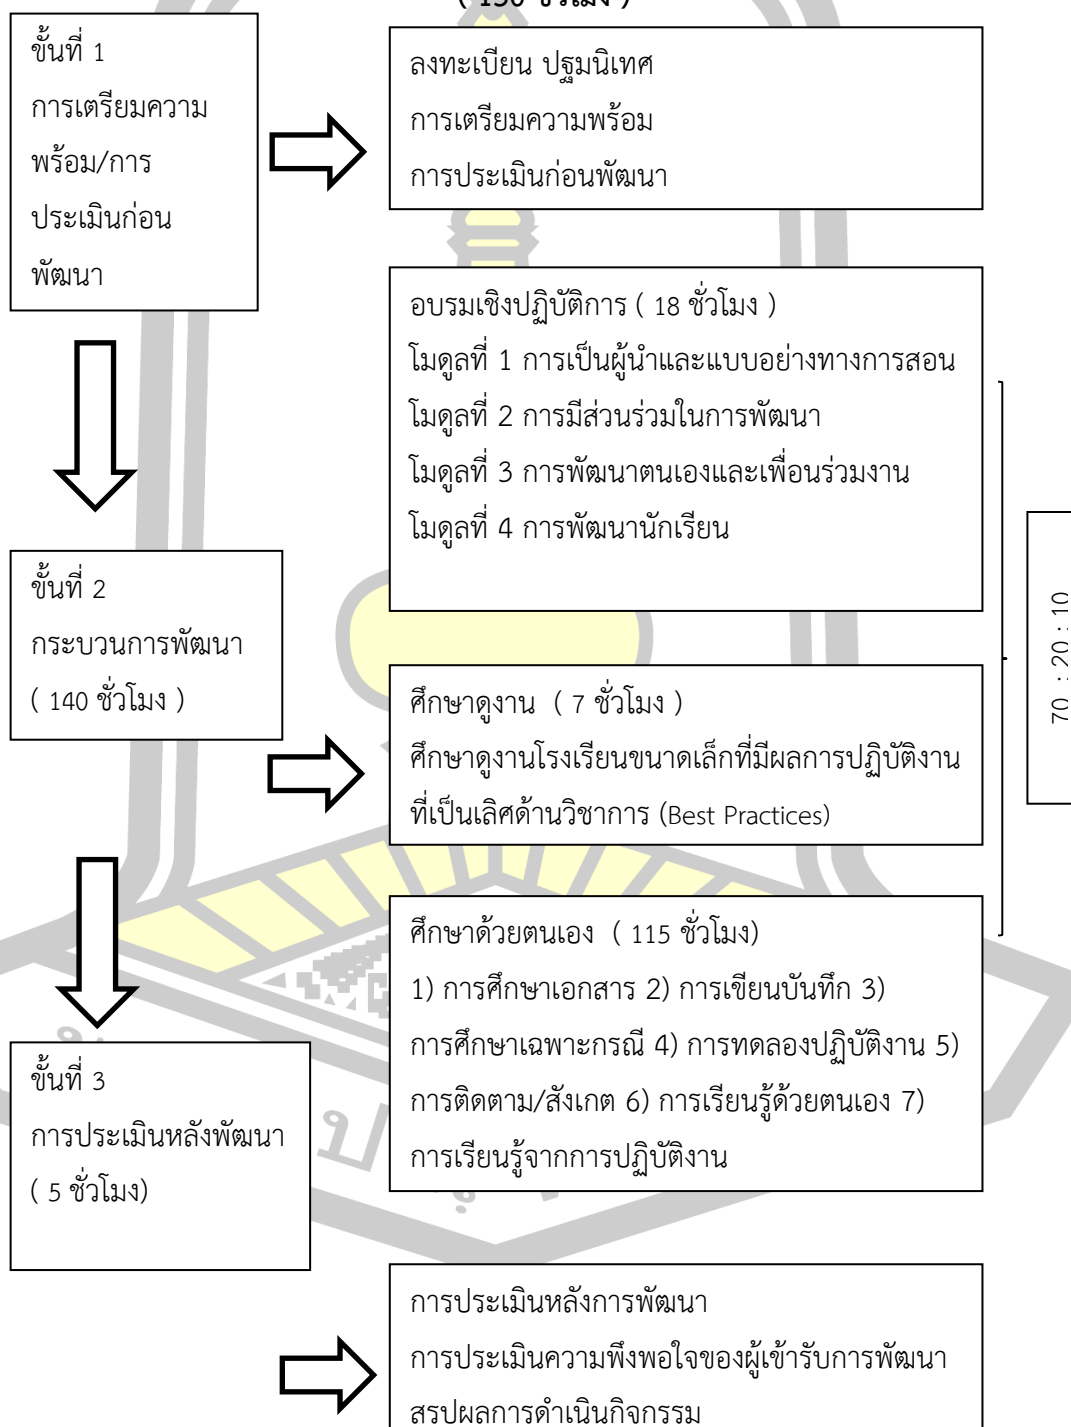 ( 150 ชั่วโมง )
ขั้นที่ 1
การเตรียมความ
พร้อม/การ
ประเมินก่อน
พัฒนา
ลงทะเบียน ปฐมนิเทศ
การเตรียมความพร้อม
การประเมินก่อนพัฒนา
อบรมเชิงปฏิบัติการ ( 18 ชั่วโมง )
โมดูลที่ 1 การเป็นผู้นำและแบบอย่างทางการสอน
โมดูลที่ 2 การมีส่วนร่วมในการพัฒนา
โมดูลที่ 3 การพัฒนาตนเองและเพื่อนร่วมงาน
โมดูลที่ 4 การพัฒนานักเรียน
ขั้นที่ 2
กระบวนการพัฒนา
( 140 ชั่วโมง )
70 : 20 : 10
ศึกษาดูงาน ( 7 ชั่วโมง )
ศึกษาดูงานโรงเรียนขนาดเล็กที่มีผลการปฏิบัติงาน
ที่เป็นเลิศด้านวิชาการ (Best Practices)
ศึกษาด้วยตนเอง ( 115 ชั่วโมง)
1) การศึกษาเอกสาร 2) การเขียนบันทึก 3)
การศึกษาเฉพาะกรณี 4) การทดลองปฏิบัติงาน 5)
การติดตาม/สังเกต 6) การเรียนรู้ด้วยตนเอง 7)
การเรียนรู้จากการปฏิบัติงาน
ขั้นที่ 3
การประเมินหลังพัฒนา
( 5 ชั่วโมง)
การประเมินหลังการพัฒนา
การประเมินความพึงพอใจของผู้เข้ารับการพัฒนา
สรุปผลการดำเนินกิจกรรม